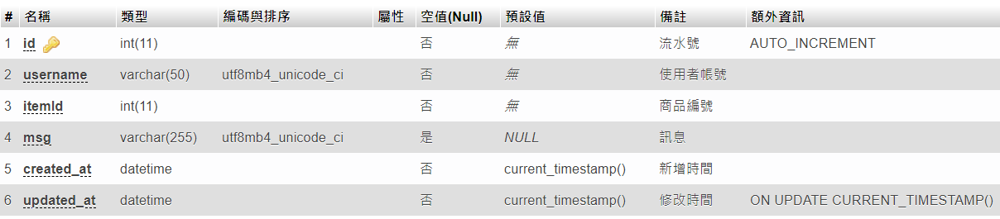 # 名稱 類型 編碼與排序 屬性 空值(Null) 預設值 備註 額外資訊
1 id int(11) 否 無 流水號 AUTO_INCREMENT
2 username varchar(50) utf8mb4_unicode_ci 否 無 使用者帳號
3 itemId int(11) 否 無 商品編號
4 msg varchar(255) utf8mb4_unicode_ci 是 NULL 訊息
5 created_at datetime 否 current_timestamp() 新增時間
6 updated_at datetime 否 current_timestamp() 修改時間 ON UPDATE CURRENT_TIMESTAMP()